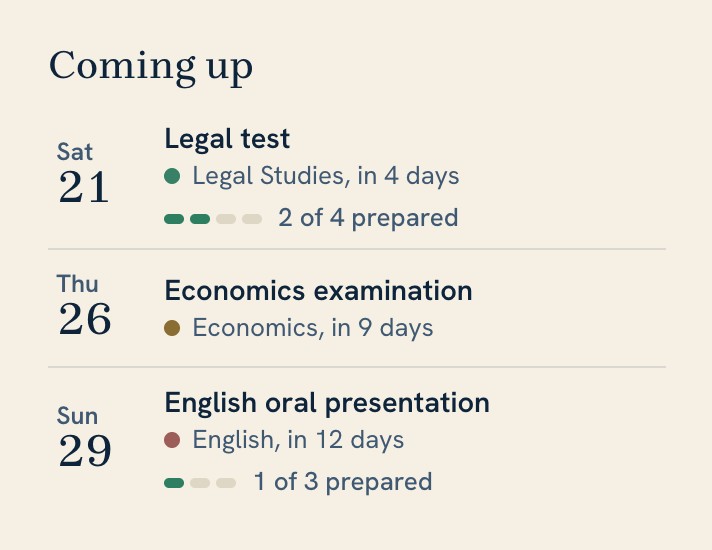 Coming up
Sat
21
Legal test
Legal Studies, in 4 days
2 of 4 prepared
Thu
26
Economics examination
Economics, in 9 days
Sun
29
English oral presentation
English, in 12 days
1 of 3 prepared